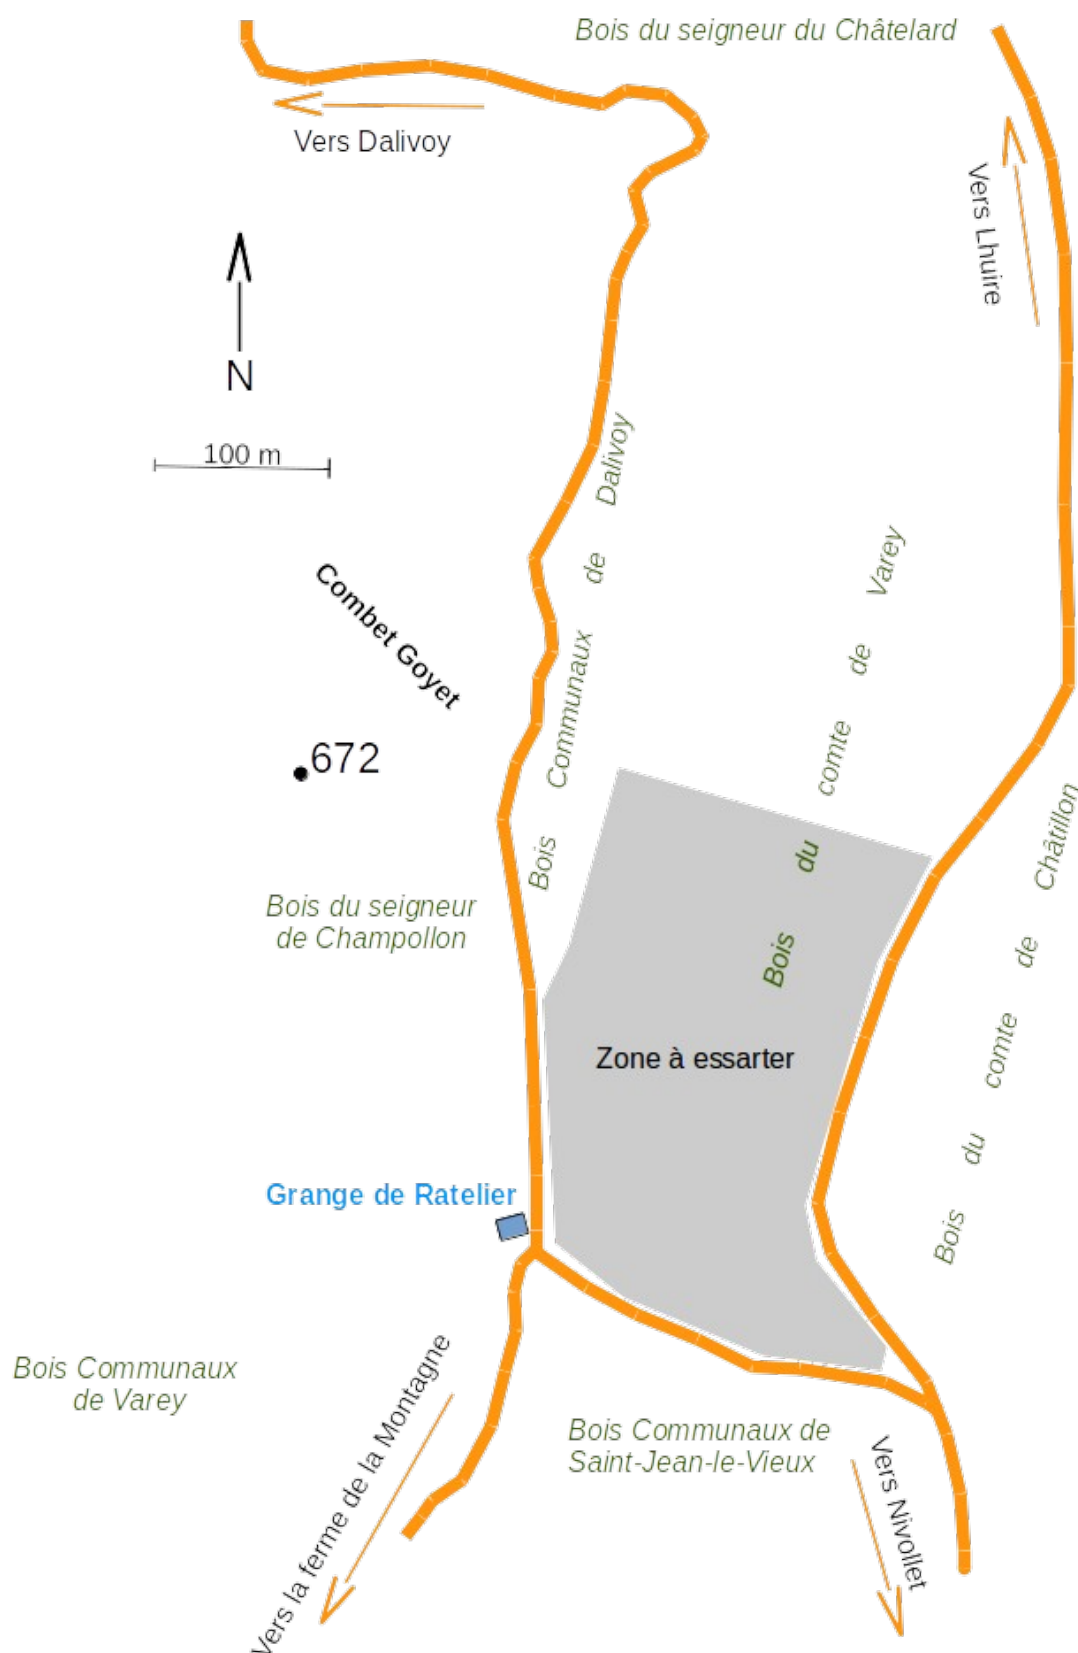 Bois du seigneur du Châtelard
Vers Dalivoy
Vers Lhuire
N
100 m
Bois Communaux de Dalivoy
Bois du comte de Varey
Combet Goyet
672
Bois du comte de Châtillon
Bois du seigneur
de Champollon
Zone à essarter
Grange de Ratelier
Bois Communaux
de Varey
Vers la ferme de la Montagne
Bois Communaux de
Saint-Jean-le-Vieux
Vers Nivollet